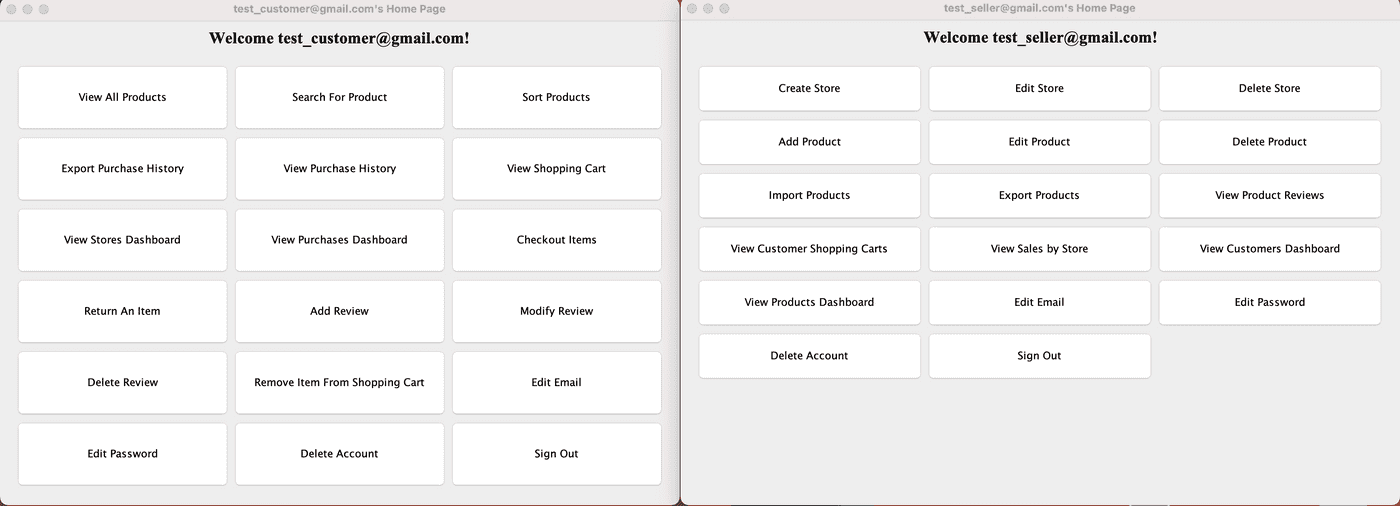 test_customer@gmail.com's Home Page
Welcome test_customer@gmail.com!
View All Products
Search For Product
Sort Products
Export Purchase History
View Purchase History
View Shopping Cart
View Stores Dashboard
View Purchases Dashboard
Checkout Items
Return An Item
Add Review
Modify Review
Delete Review
Remove Item From Shopping Cart
Edit Email
Edit Password
Delete Account
Sign Out
test_seller@gmail.com's Home Page
Welcome test_seller@gmail.com!
Create Store
Edit Store
Delete Store
Add Product
Edit Product
Delete Product
Import Products
Export Products
View Product Reviews
View Customer Shopping Carts
View Sales by Store
View Customers Dashboard
View Products Dashboard
Edit Email
Edit Password
Delete Account
Sign Out